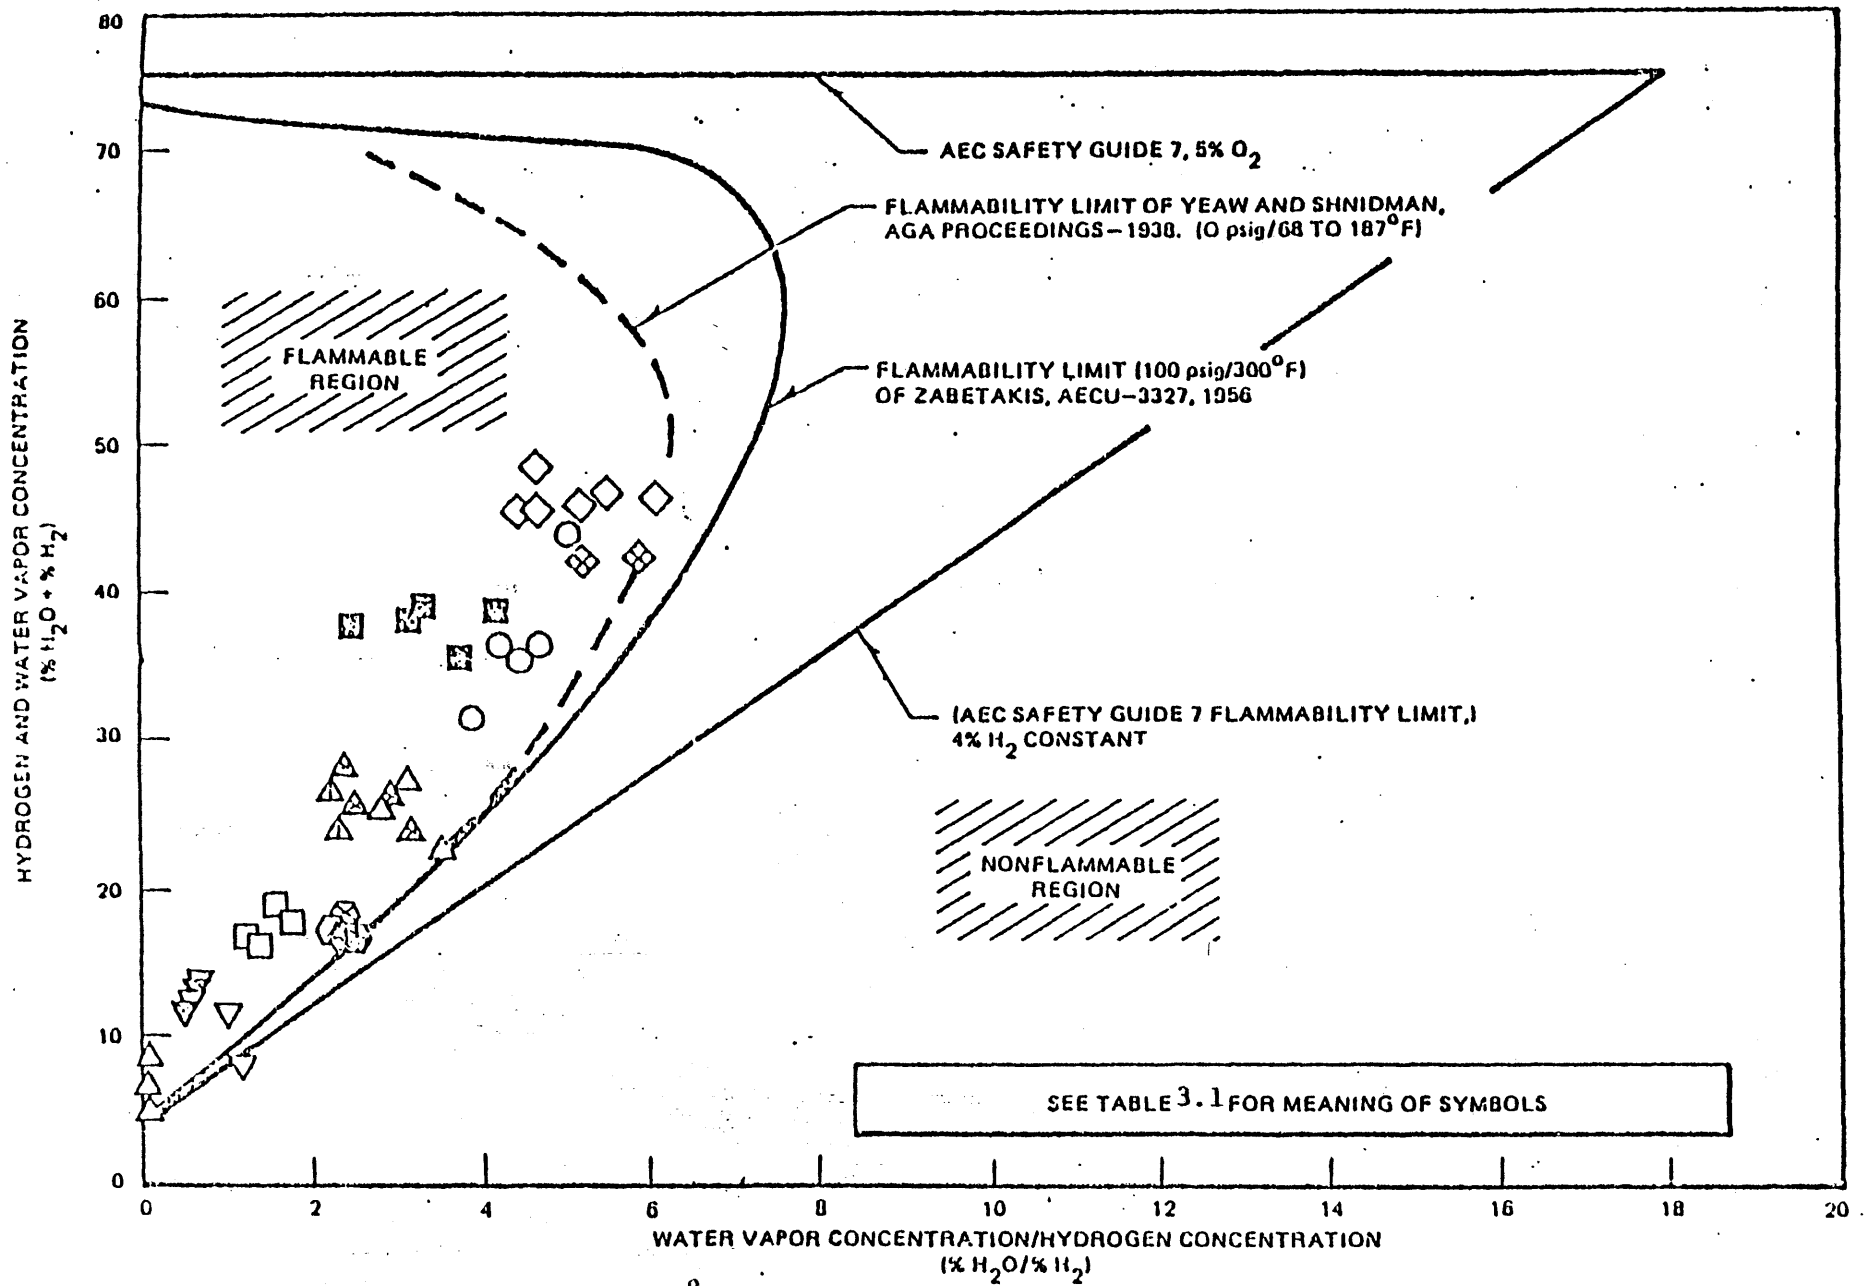 80
70
60
50
40
30
20
10
0
HYDROGEN AND WATER VAPOR CONCENTRATION
(% H2O + % H2)
AEC SAFETY GUIDE 7, 5% O2
FLAMMABILITY LIMIT OF YEAW AND SHNIDMAN,
AGA PROCEEDINGS–1938. (0 psig/68 TO 187°F)
FLAMMABLE
REGION
FLAMMABILITY LIMIT (100 psig/300°F)
OF ZABETAKIS, AECU–3327, 1956
(AEC SAFETY GUIDE 7 FLAMMABILITY LIMIT,)
4% H2 CONSTANT
NONFLAMMABLE
REGION
SEE TABLE 3.1 FOR MEANING OF SYMBOLS
0 2 4 6 8 10 12 14 16 18 20
WATER VAPOR CONCENTRATION/HYDROGEN CONCENTRATION
(% H2O/% H2)